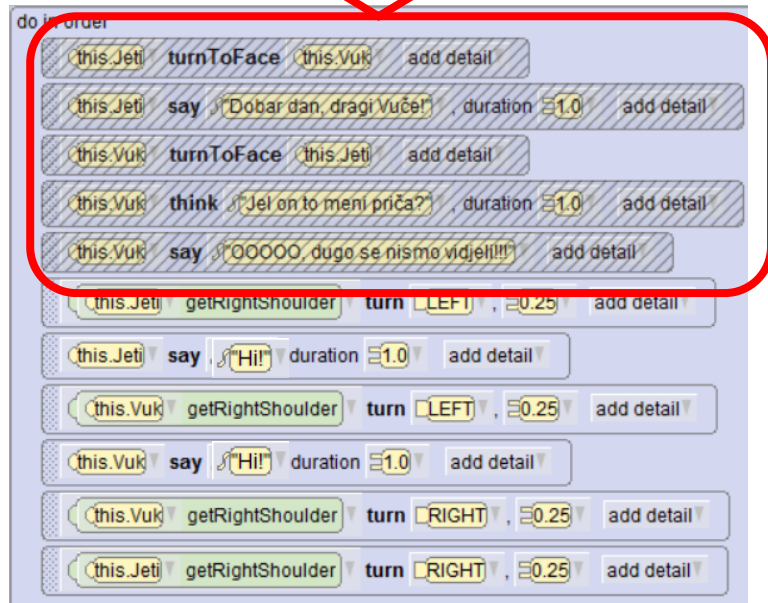 do in order
this.Jeti turnToFace this.Vuk add detail
this.Jeti say "Dobar dan, dragi Vuče!" , duration 1.0 add detail
this.Vuk turnToFace this.Jeti add detail
this.Vuk think "Jel on to meni priča?" , duration 1.0 add detail
this.Vuk say "OOOOO, dugo se nismo vidjeli!!!" add detail
this.Jeti getRightShoulder turn LEFT , 0.25 add detail
this.Jeti say , "Hi!" duration 1.0 add detail
this.Vuk getRightShoulder turn LEFT , 0.25 add detail
this.Vuk say "Hi!" duration 1.0 add detail
this.Vuk getRightShoulder turn RIGHT , 0.25 add detail
this.Jeti getRightShoulder turn RIGHT , 0.25 add detail